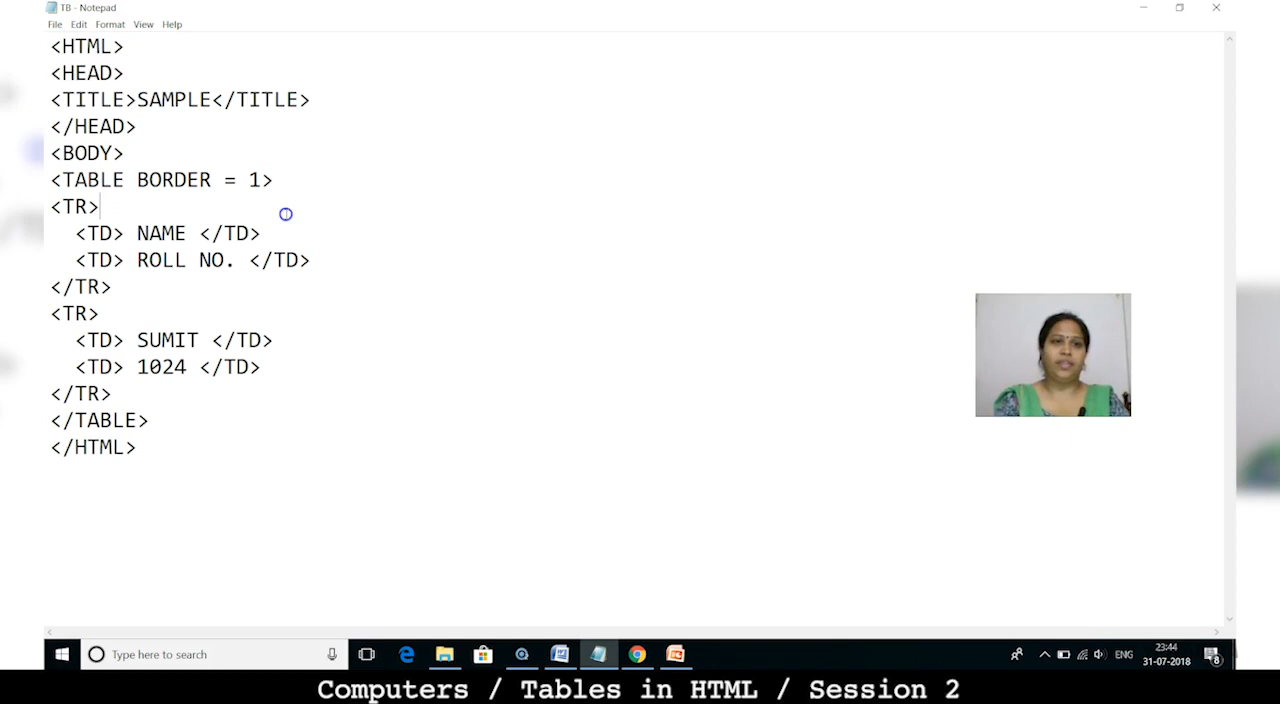 TB - Notepad
File Edit Format View Help
<HTML>
<HEAD>
<TITLE>SAMPLE</TITLE>
</HEAD>
<BODY>
<TABLE BORDER = 1>
<TR>
<TD> NAME </TD>
<TD> ROLL NO. </TD>
</TR>
<TR>
<TD> SUMIT </TD>
<TD> 1024 </TD>
</TR>
</TABLE>
</HTML>
Type here to search
ENG
23:44
31-07-2018
8
Computers / Tables in HTML / Session 2